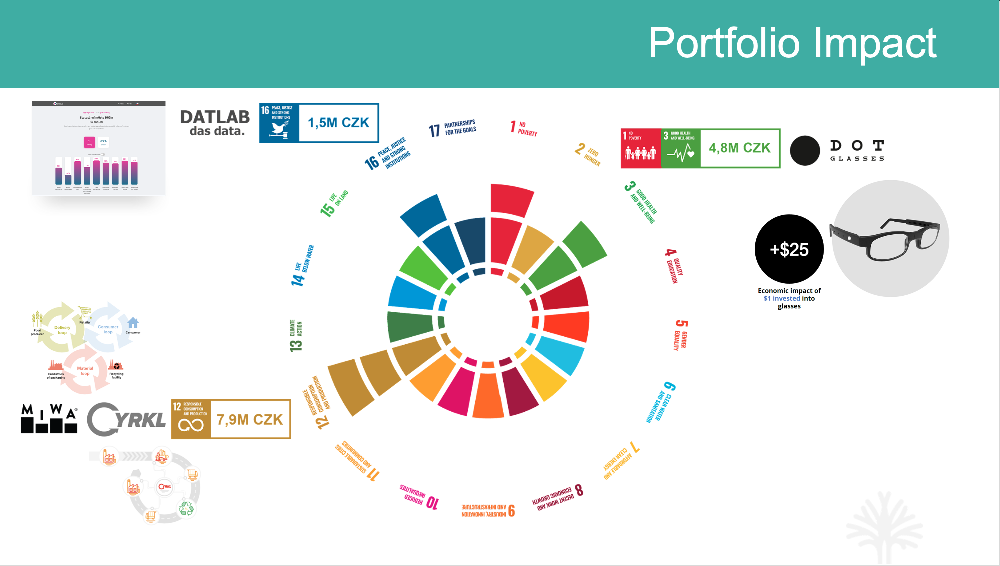 Portfolio Impact
Statutární město Děčín
IČO 00261238
1.
83%
DATLAB
das data.
16 PEACE, JUSTICE
AND STRONG
INSTITUTIONS
1,5M CZK
17 PARTNERSHIPS
FOR THE GOALS
1 NO
POVERTY
2 ZERO
HUNGER
16 PEACE, JUSTICE
AND STRONG
INSTITUTIONS
1 NO
POVERTY
3 GOOD HEALTH
AND WELL-BEING
4,8M CZK
DOT
GLASSES
15 LIFE
ON LAND
3 GOOD HEALTH
AND WELL-BEING
14 LIFE
BELOW WATER
4 QUALITY
EDUCATION
+$25
Economic impact of
$1 invested into
glasses
13 CLIMATE
ACTION
5 GENDER
EQUALITY
Food
producer
Delivery
loop
Retailer
Consumer
loop
Consumer
Production
of packaging
Material
loop
Recycling
facility
12 RESPONSIBLE
CONSUMPTION
AND PRODUCTION
6 CLEAN WATER
AND SANITATION
MIWA®
CYRKL
12 RESPONSIBLE
CONSUMPTION
AND PRODUCTION
7,9M CZK
11 SUSTAINABLE CITIES
AND COMMUNITIES
7 AFFORDABLE AND
CLEAN ENERGY
10 REDUCED
INEQUALITIES
9 INDUSTRY, INNOVATION
AND INFRASTRUCTURE
8 DECENT WORK AND
ECONOMIC GROWTH
CYRKL